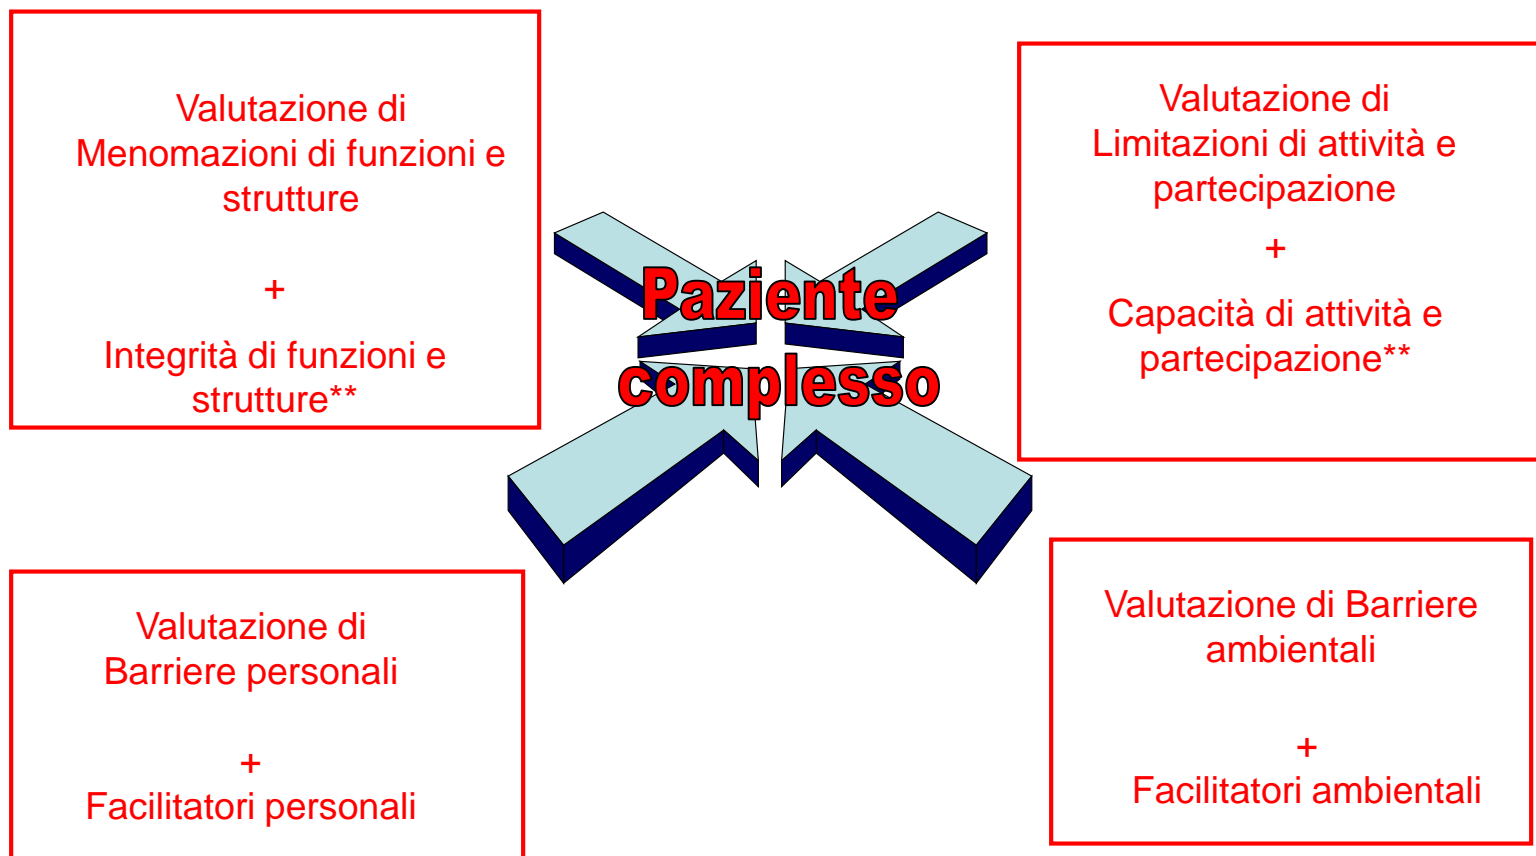 Valutazione di
Menomazioni di funzioni e
strutture
+
Integrità di funzioni e
strutture**
Valutazione di
Limitazioni di attività e
partecipazione
+
Capacità di attività e
partecipazione**
Paziente
complesso
Valutazione di
Barriere personali
+
Facilitatori personali
Valutazione di Barriere
ambientali
+
Facilitatori ambientali